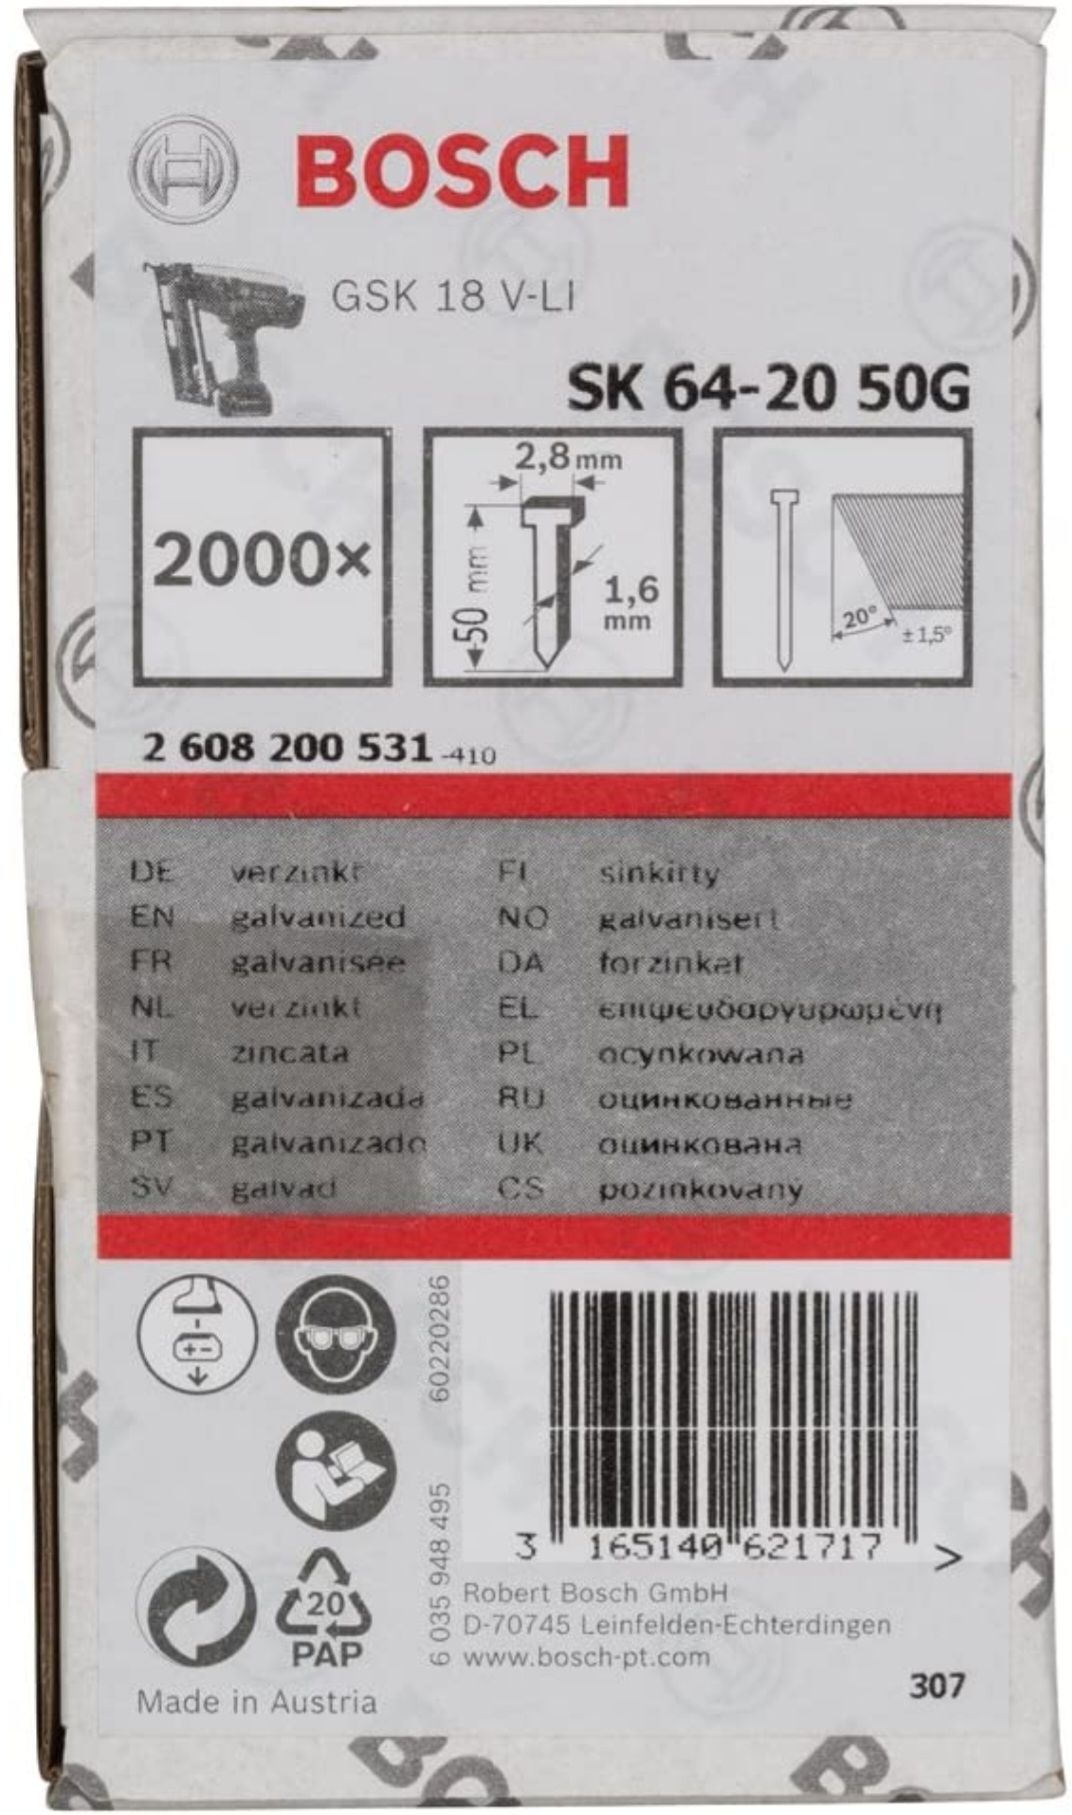 BOSCH
GSK 18 V-LI
SK 64-20 50G
2000×
2,8 mm
50 mm
1,6
mm
20°
±1,5°
2 608 200 531 -410
DE verzinkt FI sinkitty
EN galvanized NO galvanisert
FR galvanisée DA forzinket
NL verzinkt EL επιψευδαργυρωμένη
IT zincata PL ocynkowana
ES galvanizada RU оцинкованные
PT galvanizado UK оцинкована
SV galvad CS pozinkovaný
60220286
6 035 948 495
3 165140 621717 >
20
PAP
Robert Bosch GmbH
D-70745 Leinfelden-Echterdingen
www.bosch-pt.com
307
Made in Austria